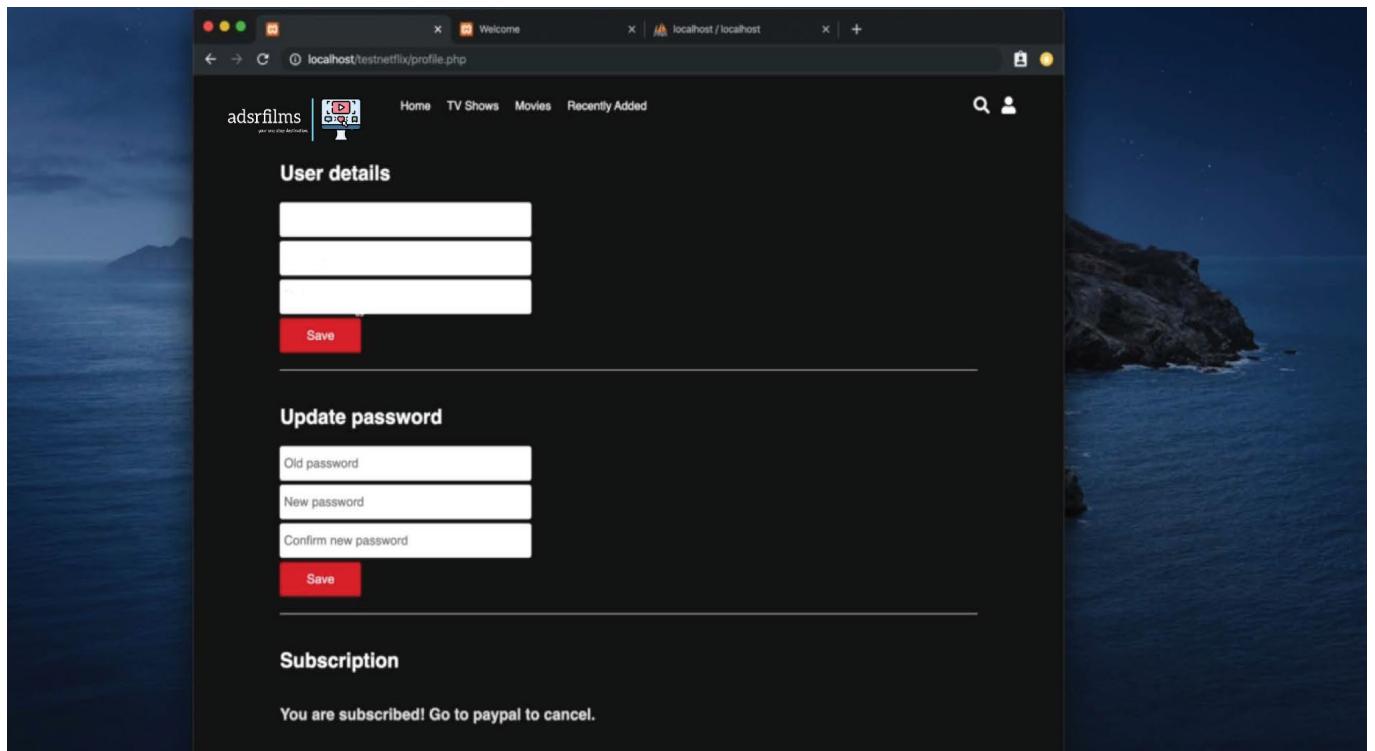 Welcome
localhost / localhost
localhost/testnetflix/profile.php
adsrfilms
Home TV Shows Movies Recently Added
User details
Save
Update password
Old password
New password
Confirm new password
Save
Subscription
You are subscribed! Go to paypal to cancel.